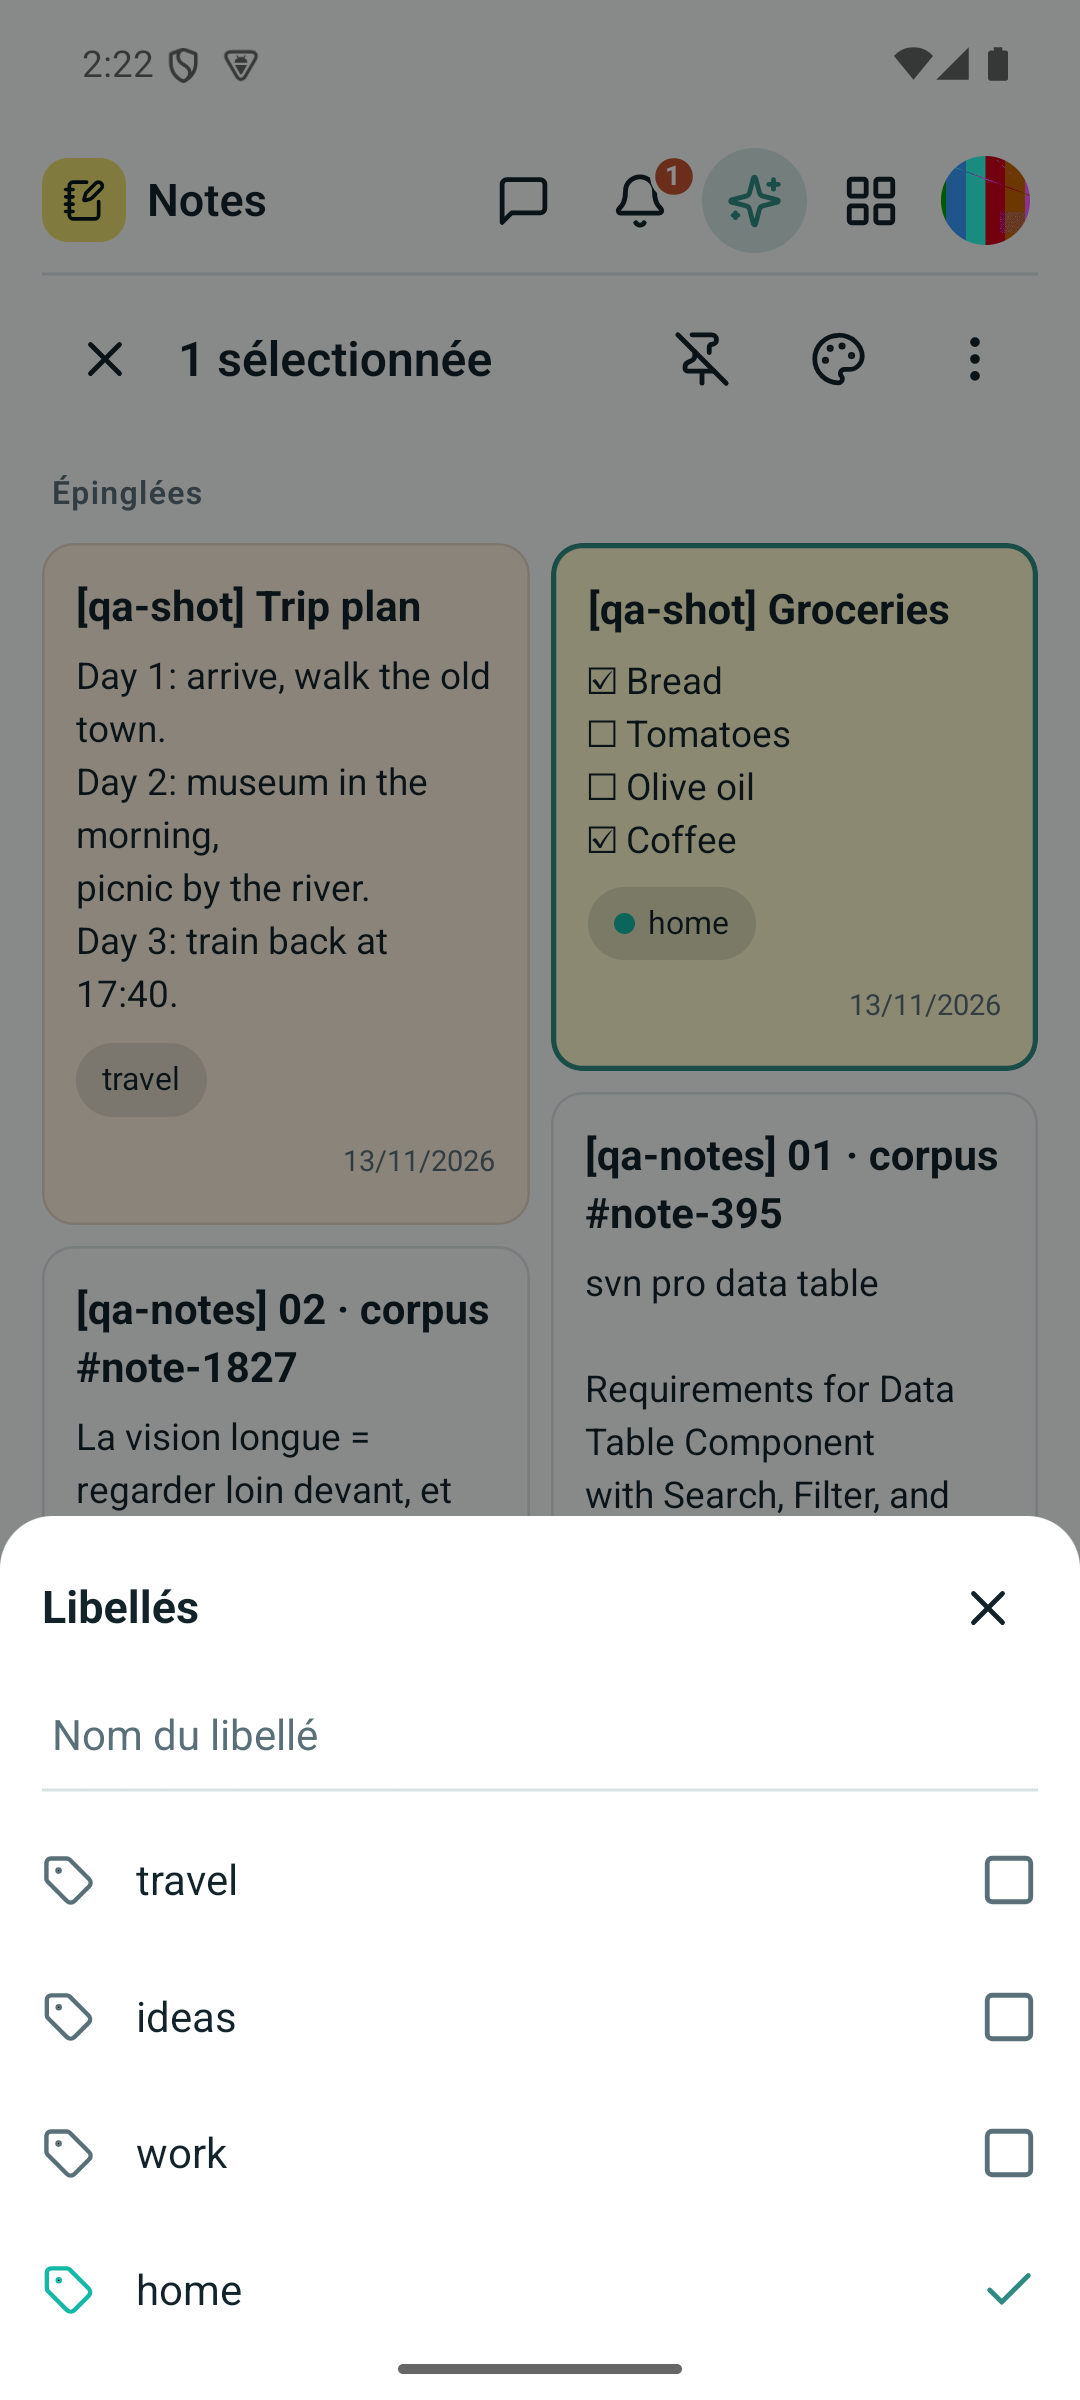 2:22
Notes
1
1 sélectionnée
Épinglées
[qa-shot] Trip plan
Day 1: arrive, walk the old
town.
Day 2: museum in the
morning,
picnic by the river.
Day 3: train back at
17:40.
travel
13/11/2026
[qa-shot] Groceries
☑ Bread
☐ Tomatoes
☐ Olive oil
☑ Coffee
home
13/11/2026
[qa-notes] 02 · corpus
#note-1827
La vision longue =
regarder loin devant, et
[qa-notes] 01 · corpus
#note-395
svn pro data table
Requirements for Data
Table Component
with Search, Filter, and
Libellés
Nom du libellé
travel
ideas
work
home